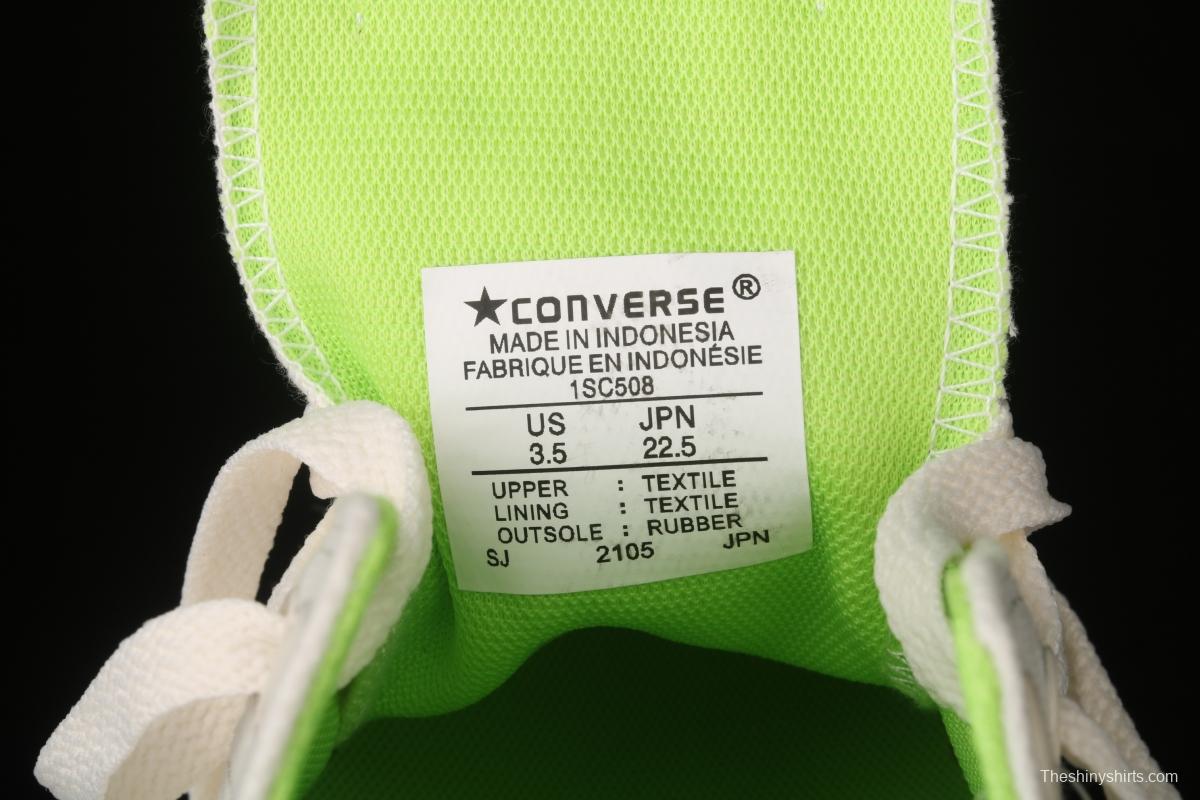 ★CONVERSE®
MADE IN INDONESIA
FABRIQUE EN INDONÉSIE
1SC508
US JPN
3.5 22.5
UPPER : TEXTILE
LINING : TEXTILE
OUTSOLE : RUBBER
SJ 2105 JPN
Theshinyshirts.com